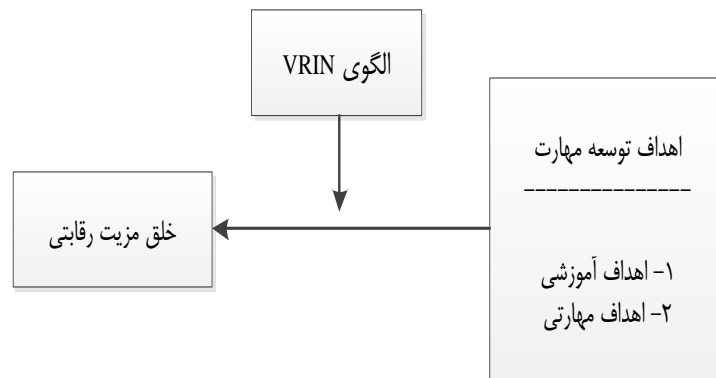 الگوی VRIN
اهداف توسعه مهارت
---------------
۱- اهداف آموزشی
۲- اهداف مهارتی
خلق مزیت رقابتی